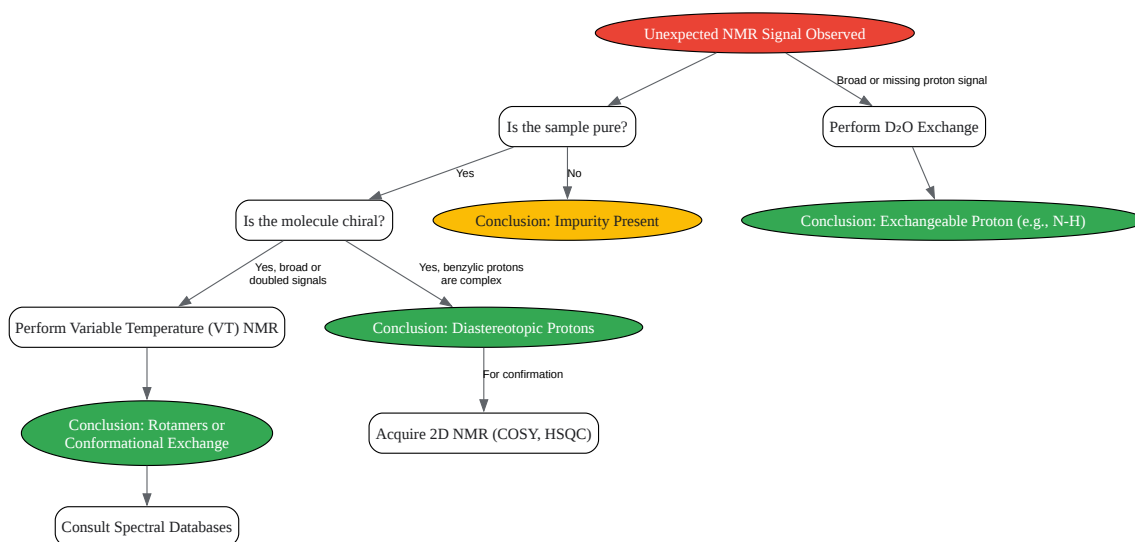 Unexpected NMR Signal Observed
Broad or missing proton signal
Is the sample pure?
Perform D₂O Exchange
Yes
No
Is the molecule chiral?
Conclusion: Impurity Present
Conclusion: Exchangeable Proton (e.g., N-H)
Yes, broad or
doubled signals
Yes, benzylic protons
are complex
Perform Variable Temperature (VT) NMR
Conclusion: Diastereotopic Protons
For confirmation
Conclusion: Rotamers or
Conformational Exchange
Acquire 2D NMR (COSY, HSQC)
Consult Spectral Databases